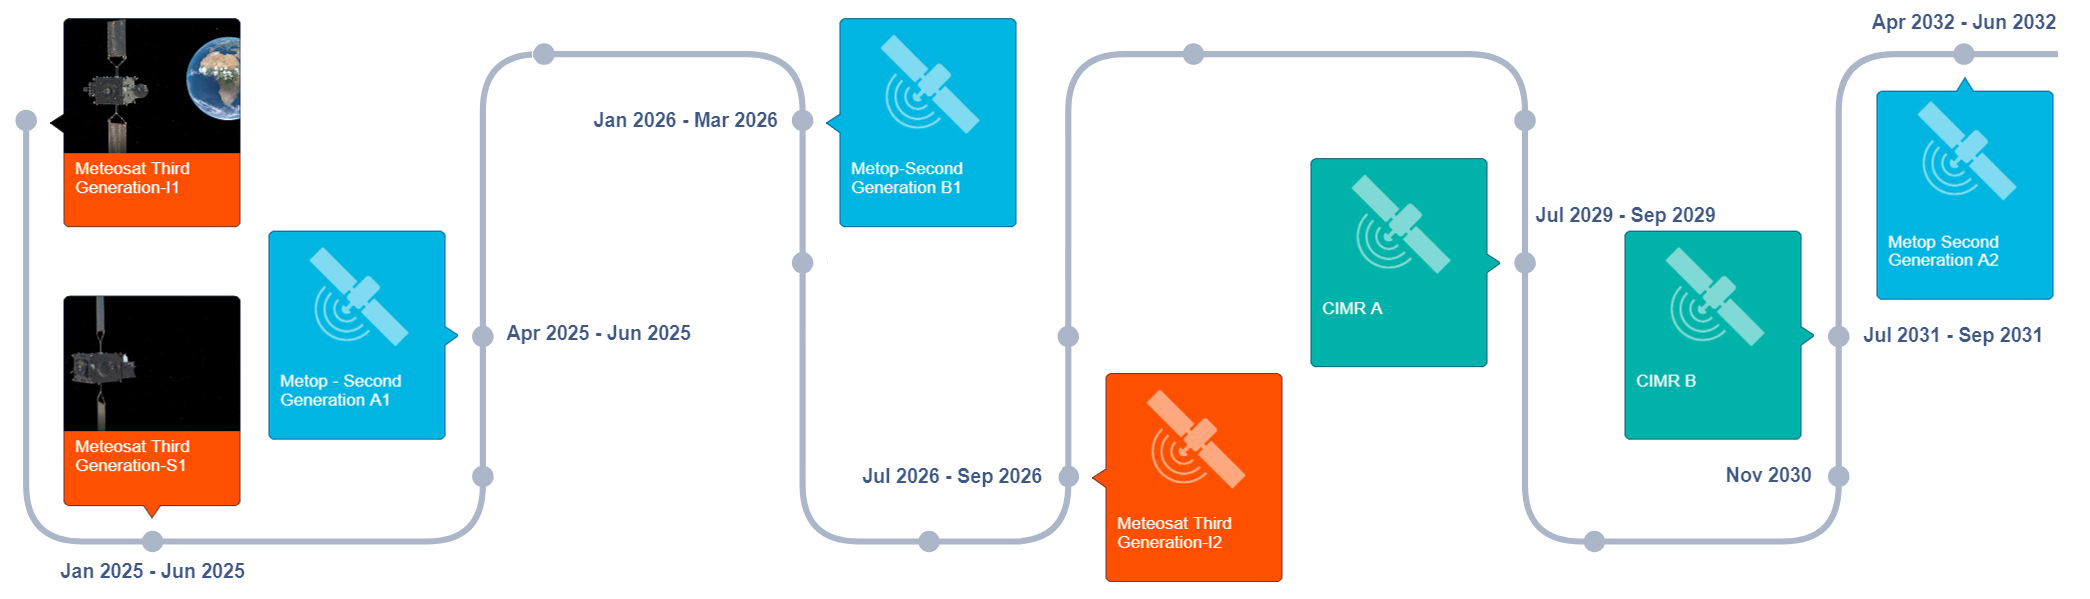 Meteosat Third
Generation-I1
Meteosat Third
Generation-S1
Jan 2025 - Jun 2025
Metop - Second
Generation A1
Apr 2025 - Jun 2025
Jan 2026 - Mar 2026
Metop-Second
Generation B1
Jul 2026 - Sep 2026
Meteosat Third
Generation-I2
CIMR A
Jul 2029 - Sep 2029
Nov 2030
CIMR B
Jul 2031 - Sep 2031
Apr 2032 - Jun 2032
Metop Second
Generation A2